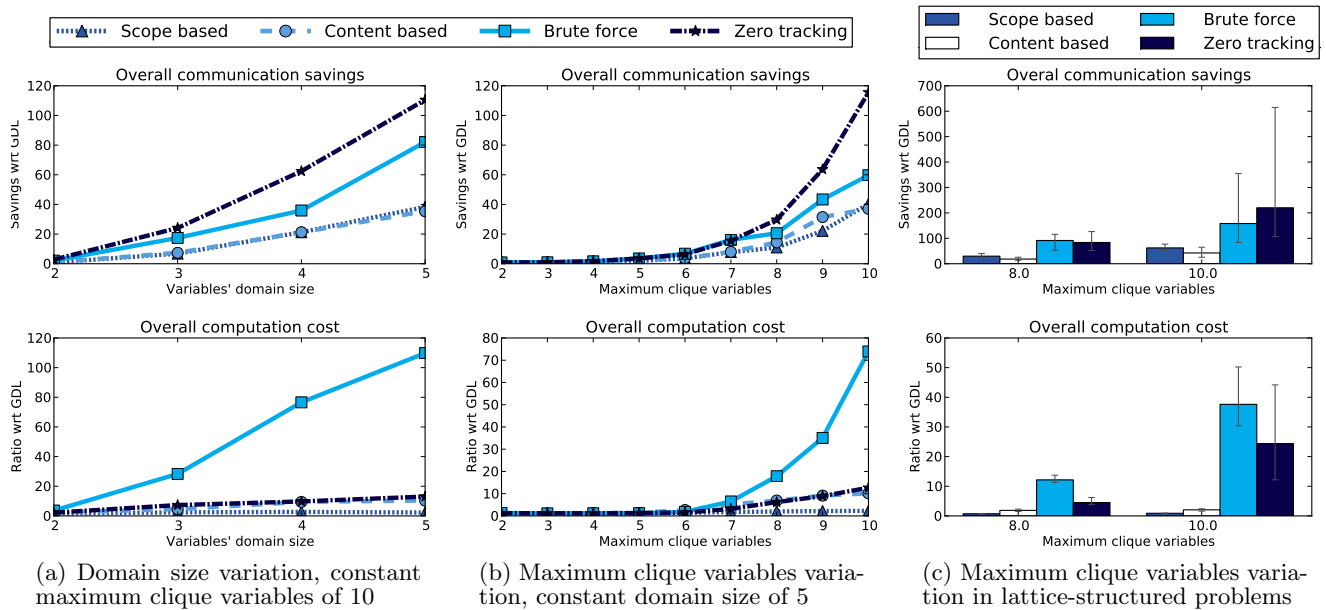 Scope based Content based Brute force Zero tracking
Scope based Brute force
Content based Zero tracking
Overall communication savings
Savings wrt GDL
120
100
80
60
40
20
0
2 3 4 5
Variables' domain size
Overall communication savings
120
100
80
60
40
20
0
2 3 4 5 6 7 8 9 10
Maximum clique variables
Overall communication savings
Savings wrt GDL
700
600
500
400
300
200
100
0
8.0 10.0
Maximum clique variables
Overall computation cost
Ratio wrt GDL
120
100
80
60
40
20
0
2 3 4 5
Variables' domain size
Overall computation cost
80
70
60
50
40
30
20
10
0
2 3 4 5 6 7 8 9 10
Maximum clique variables
Overall computation cost
Ratio wrt GDL
60
50
40
30
20
10
0
8.0 10.0
Maximum clique variables
(a) Domain size variation, constant
maximum clique variables of 10
(b) Maximum clique variables varia-
tion, constant domain size of 5
(c) Maximum clique variables varia-
tion in lattice-structured problems